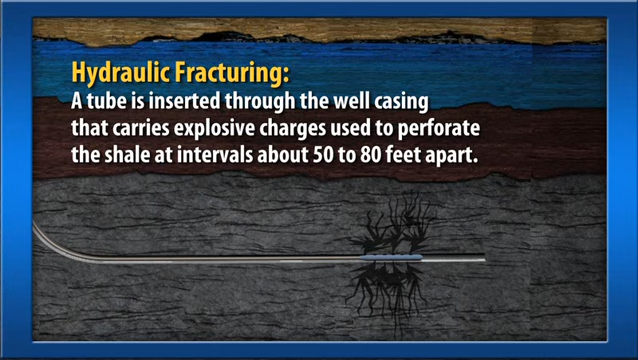 Hydraulic Fracturing:
A tube is inserted through the well casing
that carries explosive charges used to perforate
the shale at intervals about 50 to 80 feet apart.